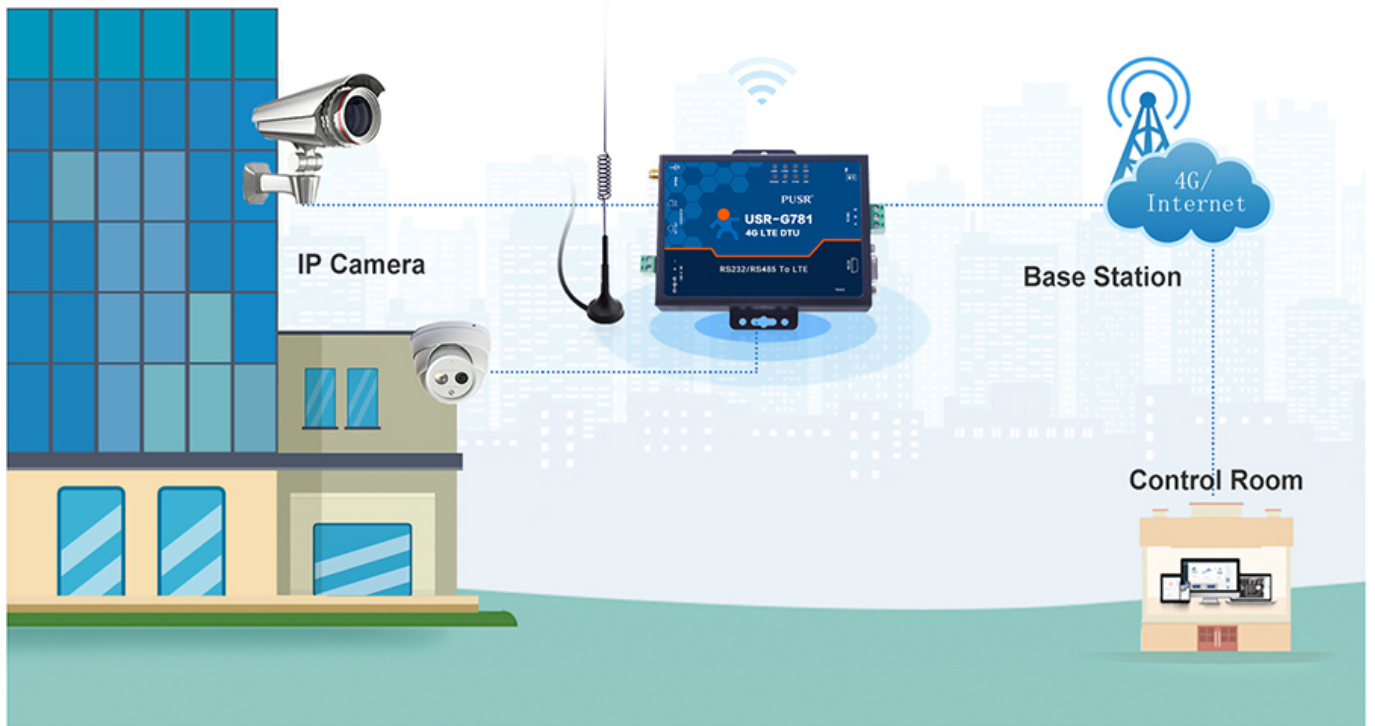 4G/
Internet
PUSR
USR-G781
4G LTE DTU
IP Camera
RS232/RS485 To LTE
Base Station
Control Room